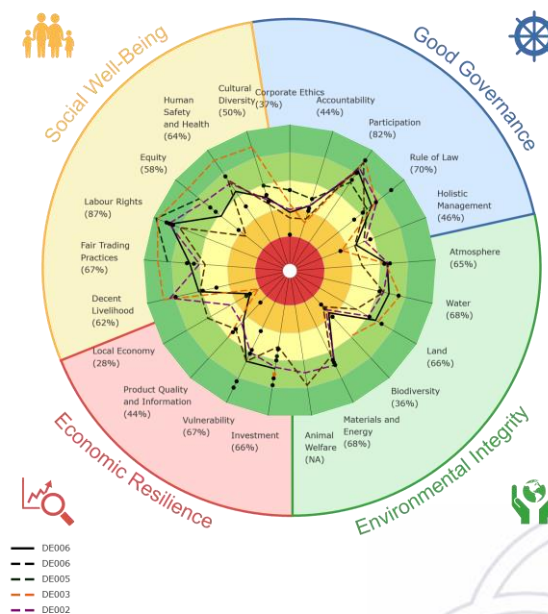 Social Well-Being
Good Governance
Cultural
Diversity
(50%)
Corporate Ethics
(37%)
Accountability
(44%)
Human
Safety
and Health
(64%)
Participation
(82%)
Equity
(58%)
Rule of Law
(70%)
Labour Rights
(87%)
Holistic
Management
(46%)
Fair Trading
Practices
(67%)
Atmosphere
(65%)
Decent
Livelihood
(62%)
Water
(68%)
Local Economy
(28%)
Land
(66%)
Product Quality
and Information
(44%)
Biodiversity
(36%)
Vulnerability
(67%)
Investment
(66%)
Animal
Welfare
(NA)
Materials and
Energy
(68%)
Economic Resilience
Environmental Integrity
DE006
DE006
DE005
DE003
DE002